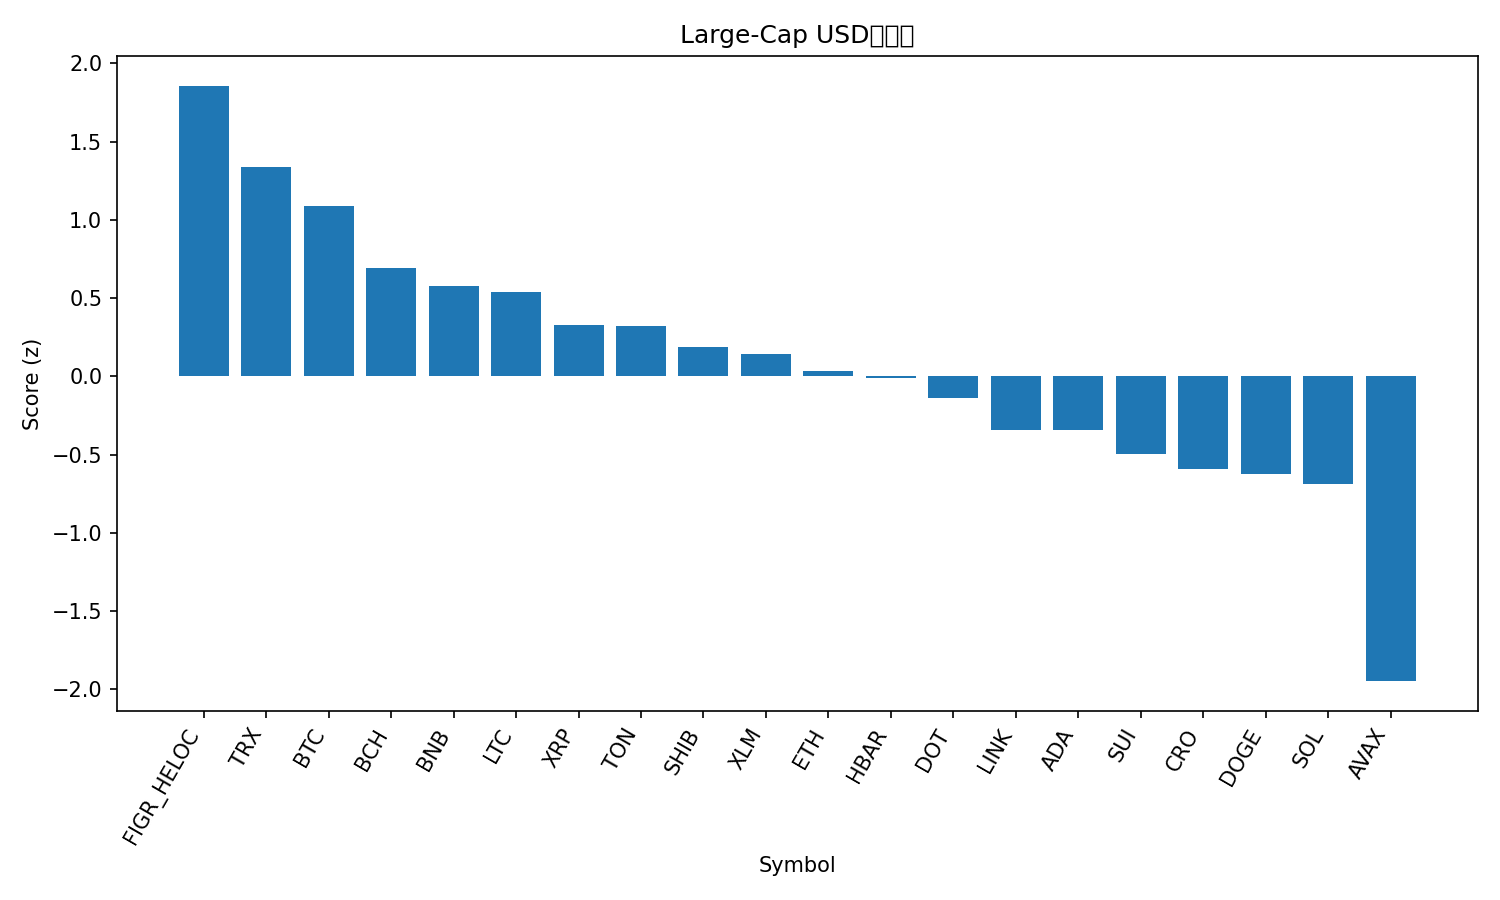 Large-Cap USD
2.0
1.5
1.0
0.5
0.0
−0.5
−1.0
−1.5
−2.0
Score (z)
FIGR_HELOC
TRX
BTC
BCH
BNB
LTC
XRP
TON
SHIB
XLM
ETH
HBAR
DOT
LINK
ADA
SUI
CRO
DOGE
SOL
AVAX
Symbol